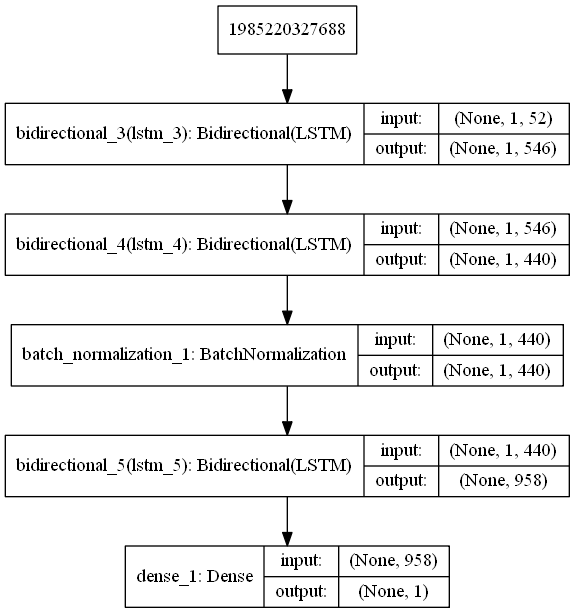 1985220327688
bidirectional_3(lstm_3): Bidirectional(LSTM)
input: (None, 1, 52)
output: (None, 1, 546)
bidirectional_4(lstm_4): Bidirectional(LSTM)
input: (None, 1, 546)
output: (None, 1, 440)
batch_normalization_1: BatchNormalization
input: (None, 1, 440)
output: (None, 1, 440)
bidirectional_5(lstm_5): Bidirectional(LSTM)
input: (None, 1, 440)
output: (None, 958)
dense_1: Dense
input: (None, 958)
output: (None, 1)